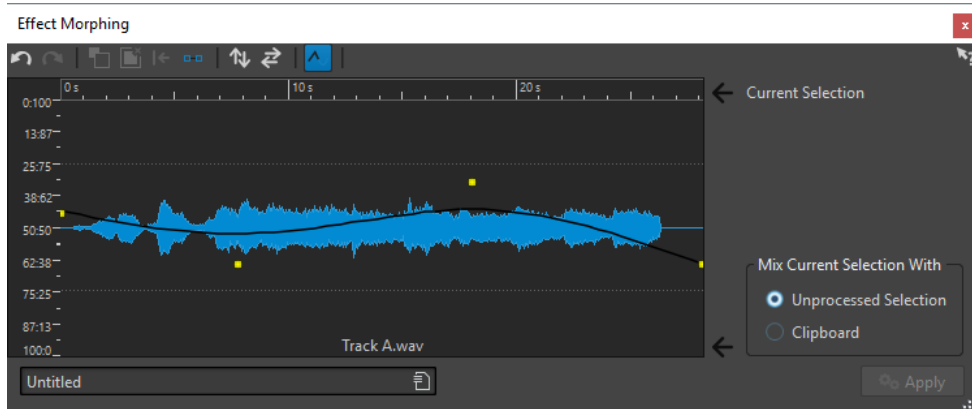 Effect Morphing
0 s
10 s
20 s
0:100
13:87
25:75
38:62
50:50
62:38
75:25
87:13
100:0
Track A.wav
Current Selection
Mix Current Selection With
Unprocessed Selection
Clipboard
Untitled
Apply